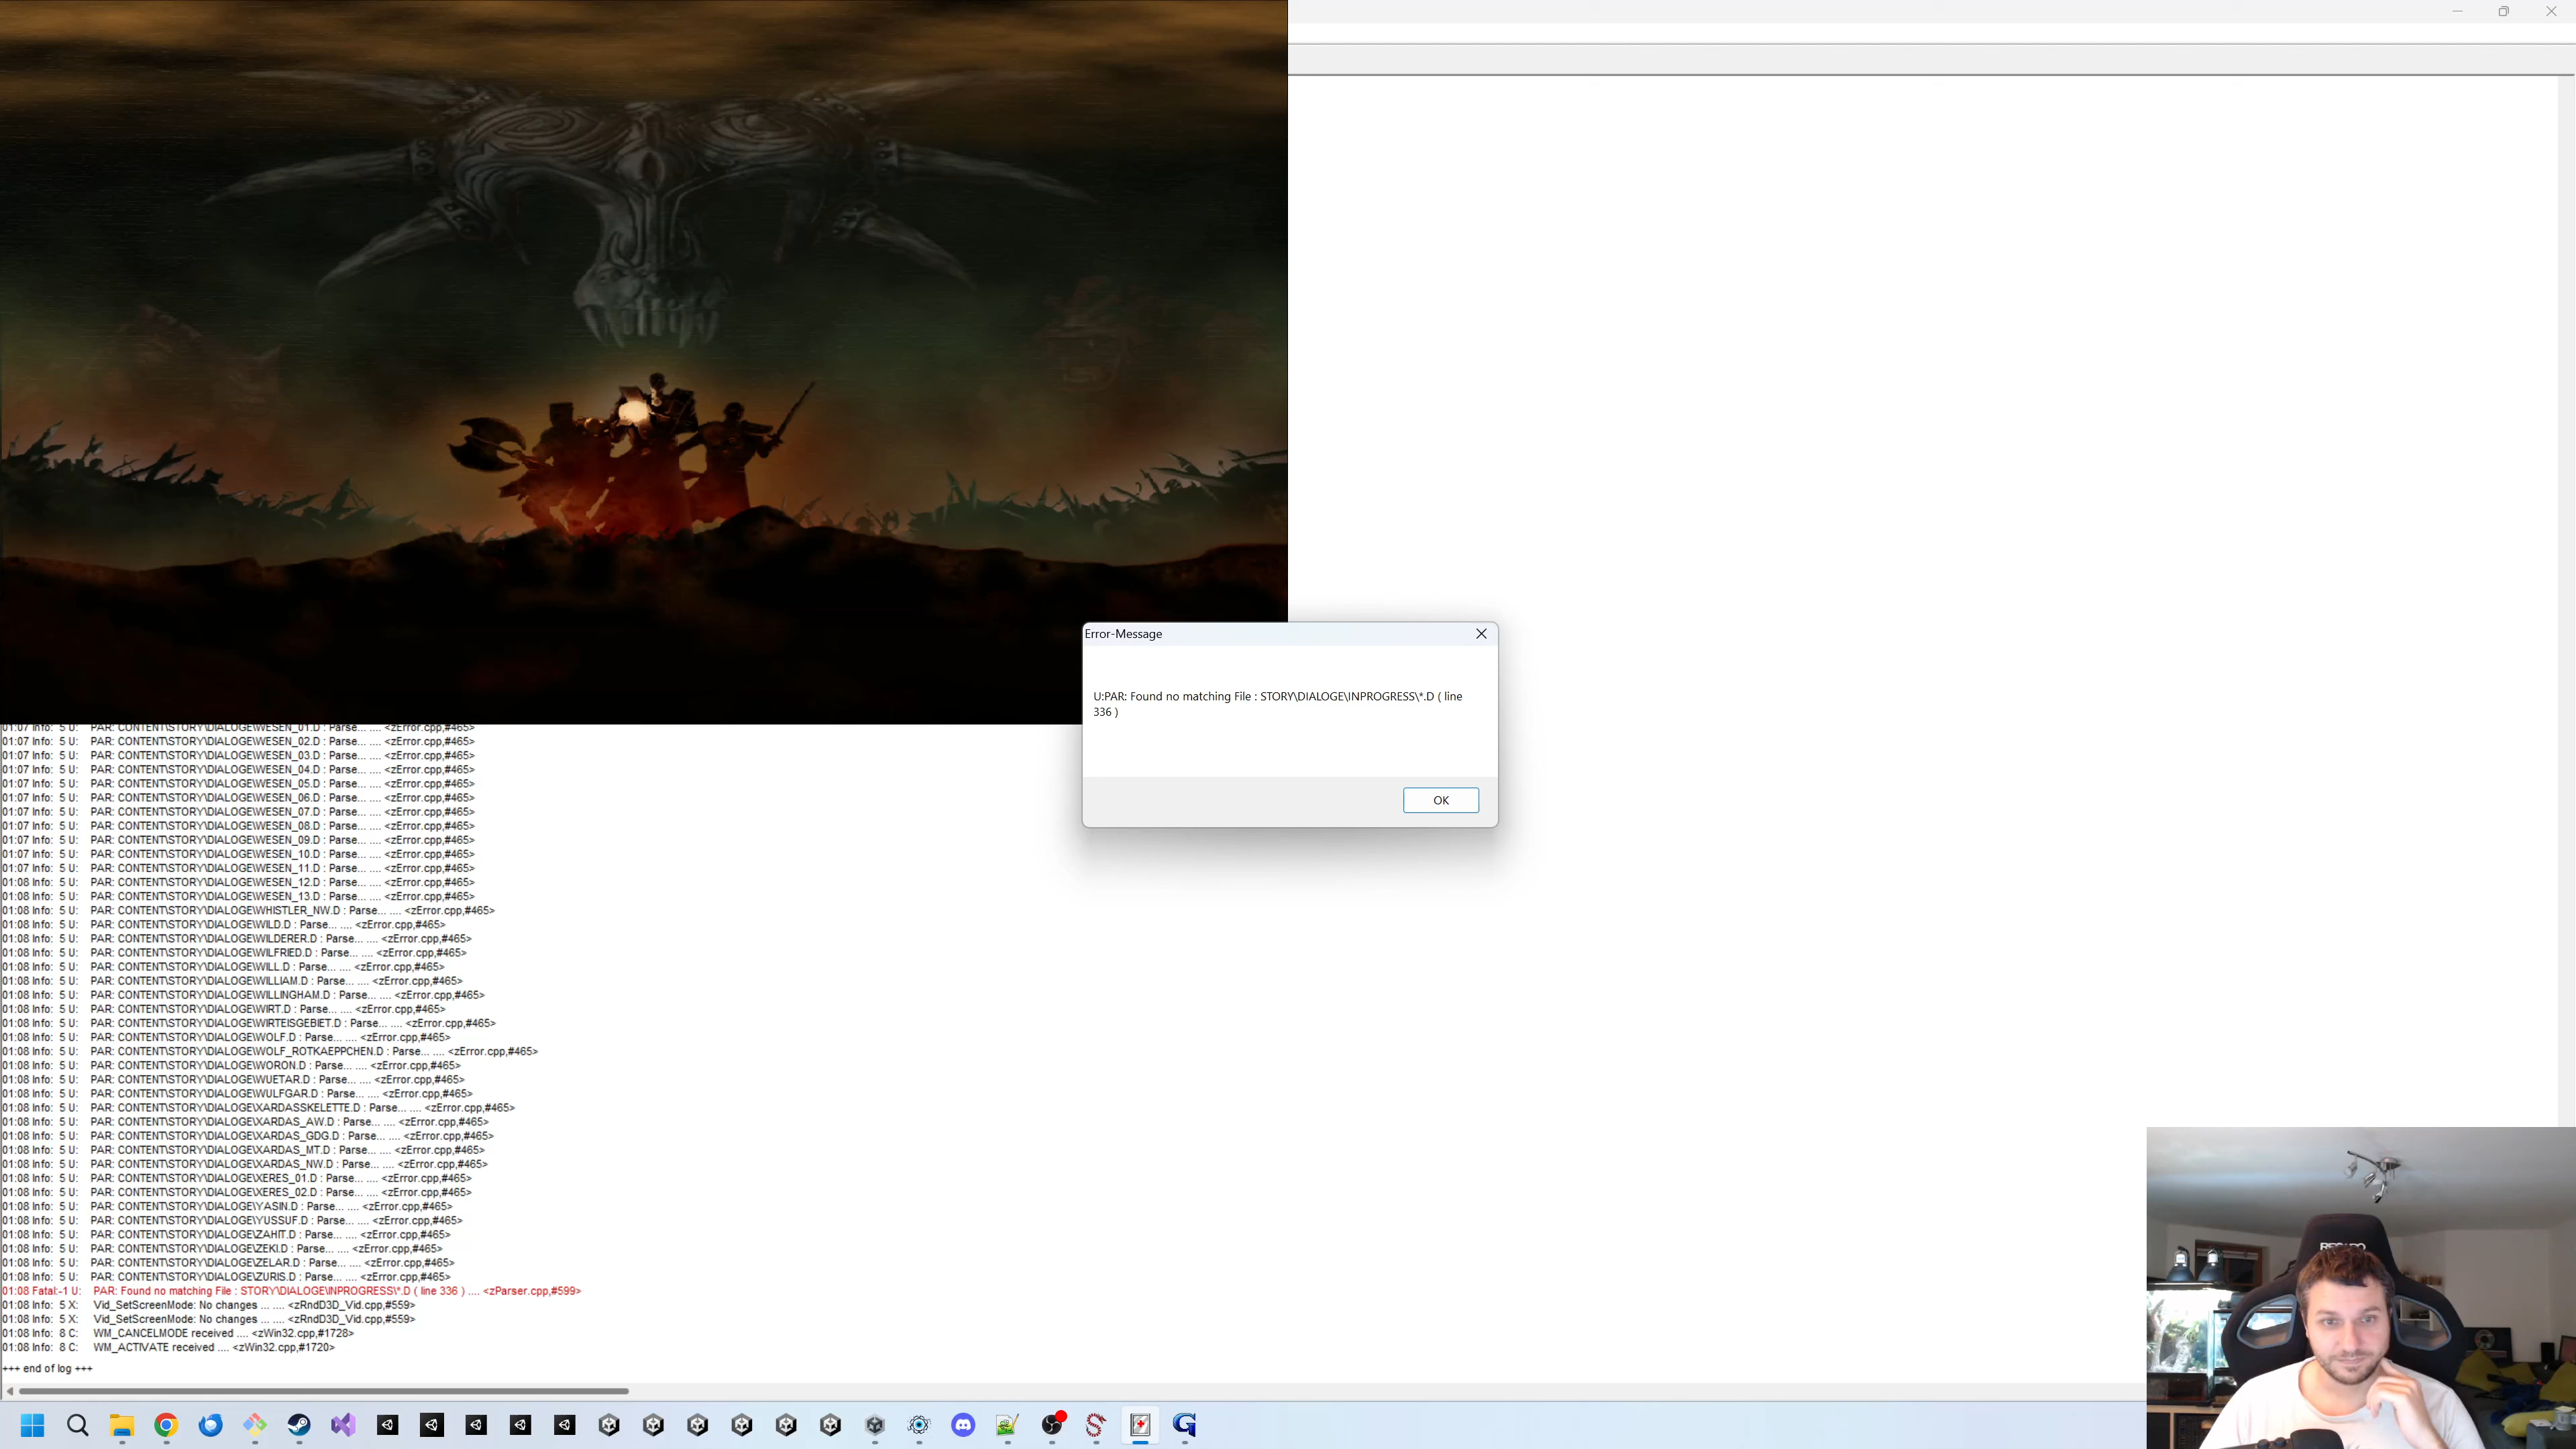 Error-Message
U:PAR: Found no matching File : STORY\DIALOGE\INPROGRESS\*.D ( line
336 )
OK
01:07 Info:  5 U:    PAR: CONTENT\STORY\DIALOGE\WESEN_01.D : Parse... .... <zError.cpp,#465>
01:07 Info:  5 U:    PAR: CONTENT\STORY\DIALOGE\WESEN_02.D : Parse... .... <zError.cpp,#465>
01:07 Info:  5 U:    PAR: CONTENT\STORY\DIALOGE\WESEN_03.D : Parse... .... <zError.cpp,#465>
01:07 Info:  5 U:    PAR: CONTENT\STORY\DIALOGE\WESEN_04.D : Parse... .... <zError.cpp,#465>
01:07 Info:  5 U:    PAR: CONTENT\STORY\DIALOGE\WESEN_05.D : Parse... .... <zError.cpp,#465>
01:07 Info:  5 U:    PAR: CONTENT\STORY\DIALOGE\WESEN_06.D : Parse... .... <zError.cpp,#465>
01:07 Info:  5 U:    PAR: CONTENT\STORY\DIALOGE\WESEN_07.D : Parse... .... <zError.cpp,#465>
01:07 Info:  5 U:    PAR: CONTENT\STORY\DIALOGE\WESEN_08.D : Parse... .... <zError.cpp,#465>
01:07 Info:  5 U:    PAR: CONTENT\STORY\DIALOGE\WESEN_09.D : Parse... .... <zError.cpp,#465>
01:07 Info:  5 U:    PAR: CONTENT\STORY\DIALOGE\WESEN_10.D : Parse... .... <zError.cpp,#465>
01:07 Info:  5 U:    PAR: CONTENT\STORY\DIALOGE\WESEN_11.D : Parse... .... <zError.cpp,#465>
01:08 Info:  5 U:    PAR: CONTENT\STORY\DIALOGE\WESEN_12.D : Parse... .... <zError.cpp,#465>
01:08 Info:  5 U:    PAR: CONTENT\STORY\DIALOGE\WESEN_13.D : Parse... .... <zError.cpp,#465>
01:08 Info:  5 U:    PAR: CONTENT\STORY\DIALOGE\WHISTLER_NW.D : Parse... .... <zError.cpp,#465>
01:08 Info:  5 U:    PAR: CONTENT\STORY\DIALOGE\WILD.D : Parse... .... <zError.cpp,#465>
01:08 Info:  5 U:    PAR: CONTENT\STORY\DIALOGE\WILDERER.D : Parse... .... <zError.cpp,#465>
01:08 Info:  5 U:    PAR: CONTENT\STORY\DIALOGE\WILFRIED.D : Parse... .... <zError.cpp,#465>
01:08 Info:  5 U:    PAR: CONTENT\STORY\DIALOGE\WILL.D : Parse... .... <zError.cpp,#465>
01:08 Info:  5 U:    PAR: CONTENT\STORY\DIALOGE\WILLIAM.D : Parse... .... <zError.cpp,#465>
01:08 Info:  5 U:    PAR: CONTENT\STORY\DIALOGE\WILLINGHAM.D : Parse... .... <zError.cpp,#465>
01:08 Info:  5 U:    PAR: CONTENT\STORY\DIALOGE\WIRT.D : Parse... .... <zError.cpp,#465>
01:08 Info:  5 U:    PAR: CONTENT\STORY\DIALOGE\WIRTEISGEBIET.D : Parse... .... <zError.cpp,#465>
01:08 Info:  5 U:    PAR: CONTENT\STORY\DIALOGE\WOLF.D : Parse... .... <zError.cpp,#465>
01:08 Info:  5 U:    PAR: CONTENT\STORY\DIALOGE\WOLF_ROTKAEPPCHEN.D : Parse... .... <zError.cpp,#465>
01:08 Info:  5 U:    PAR: CONTENT\STORY\DIALOGE\WORON.D : Parse... .... <zError.cpp,#465>
01:08 Info:  5 U:    PAR: CONTENT\STORY\DIALOGE\WUETAR.D : Parse... .... <zError.cpp,#465>
01:08 Info:  5 U:    PAR: CONTENT\STORY\DIALOGE\WULFGAR.D : Parse... .... <zError.cpp,#465>
01:08 Info:  5 U:    PAR: CONTENT\STORY\DIALOGE\XARDASSKELETTE.D : Parse... .... <zError.cpp,#465>
01:08 Info:  5 U:    PAR: CONTENT\STORY\DIALOGE\XARDAS_AW.D : Parse... .... <zError.cpp,#465>
01:08 Info:  5 U:    PAR: CONTENT\STORY\DIALOGE\XARDAS_GDG.D : Parse... .... <zError.cpp,#465>
01:08 Info:  5 U:    PAR: CONTENT\STORY\DIALOGE\XARDAS_MT.D : Parse... .... <zError.cpp,#465>
01:08 Info:  5 U:    PAR: CONTENT\STORY\DIALOGE\XARDAS_NW.D : Parse... .... <zError.cpp,#465>
01:08 Info:  5 U:    PAR: CONTENT\STORY\DIALOGE\XERES_01.D : Parse... .... <zError.cpp,#465>
01:08 Info:  5 U:    PAR: CONTENT\STORY\DIALOGE\XERES_02.D : Parse... .... <zError.cpp,#465>
01:08 Info:  5 U:    PAR: CONTENT\STORY\DIALOGE\YASIN.D : Parse... .... <zError.cpp,#465>
01:08 Info:  5 U:    PAR: CONTENT\STORY\DIALOGE\YUSSUF.D : Parse... .... <zError.cpp,#465>
01:08 Info:  5 U:    PAR: CONTENT\STORY\DIALOGE\ZAHIT.D : Parse... .... <zError.cpp,#465>
01:08 Info:  5 U:    PAR: CONTENT\STORY\DIALOGE\ZEKI.D : Parse... .... <zError.cpp,#465>
01:08 Info:  5 U:    PAR: CONTENT\STORY\DIALOGE\ZELAR.D : Parse... .... <zError.cpp,#465>
01:08 Info:  5 U:    PAR: CONTENT\STORY\DIALOGE\ZURIS.D : Parse... .... <zError.cpp,#465>
01:08 Fatal:-1 U:    PAR: Found no matching File : STORY\DIALOGE\INPROGRESS\*.D ( line 336 ) .... <zParser.cpp,#599>
01:08 Info:  5 X:    Vid_SetScreenMode: No changes ... .... <zRndD3D_Vid.cpp,#559>
01:08 Info:  5 X:    Vid_SetScreenMode: No changes ... .... <zRndD3D_Vid.cpp,#559>
01:08 Info:  8 C:    WM_CANCELMODE received .... <zWin32.cpp,#1728>
01:08 Info:  8 C:    WM_ACTIVATE received .... <zWin32.cpp,#1720>
+++ end of log +++